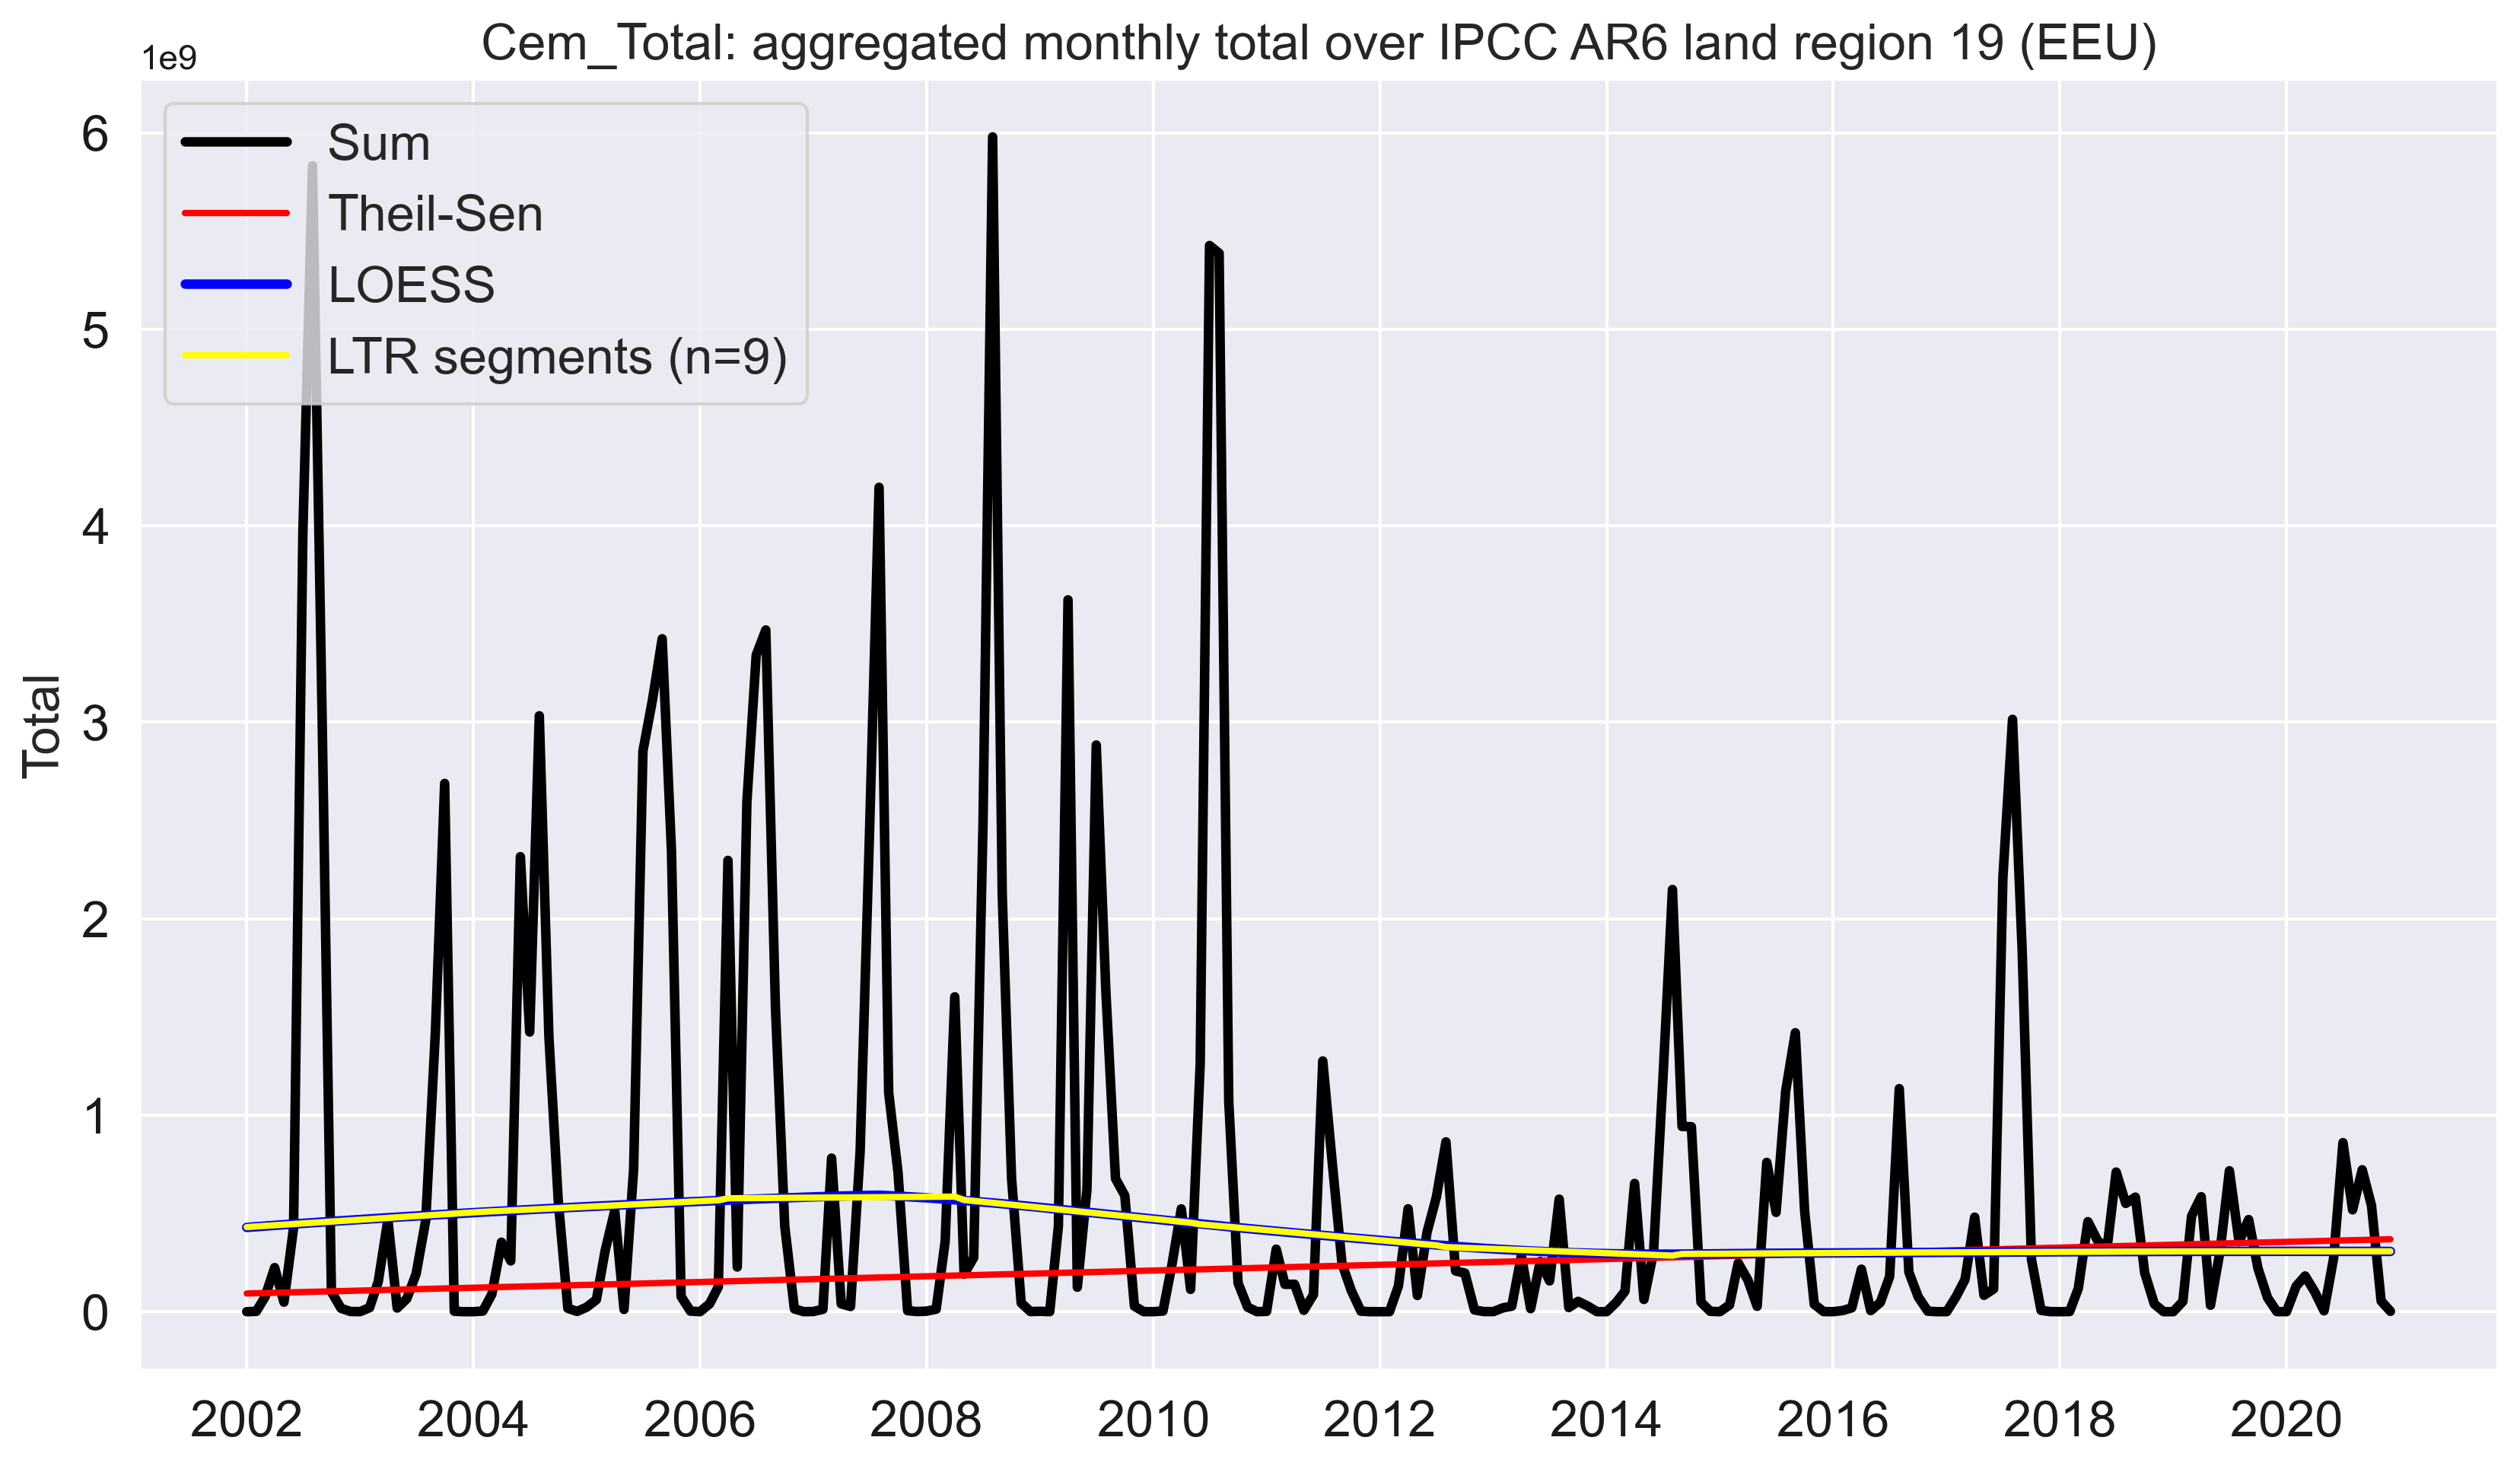 Cem_Total: aggregated monthly total over IPCC AR6 land region 19 (EEU)
1e9
Sum
Theil-Sen
LOESS
LTR segments (n=9)
Total
6
5
4
3
2
1
0
2002 2004 2006 2008 2010 2012 2014 2016 2018 2020